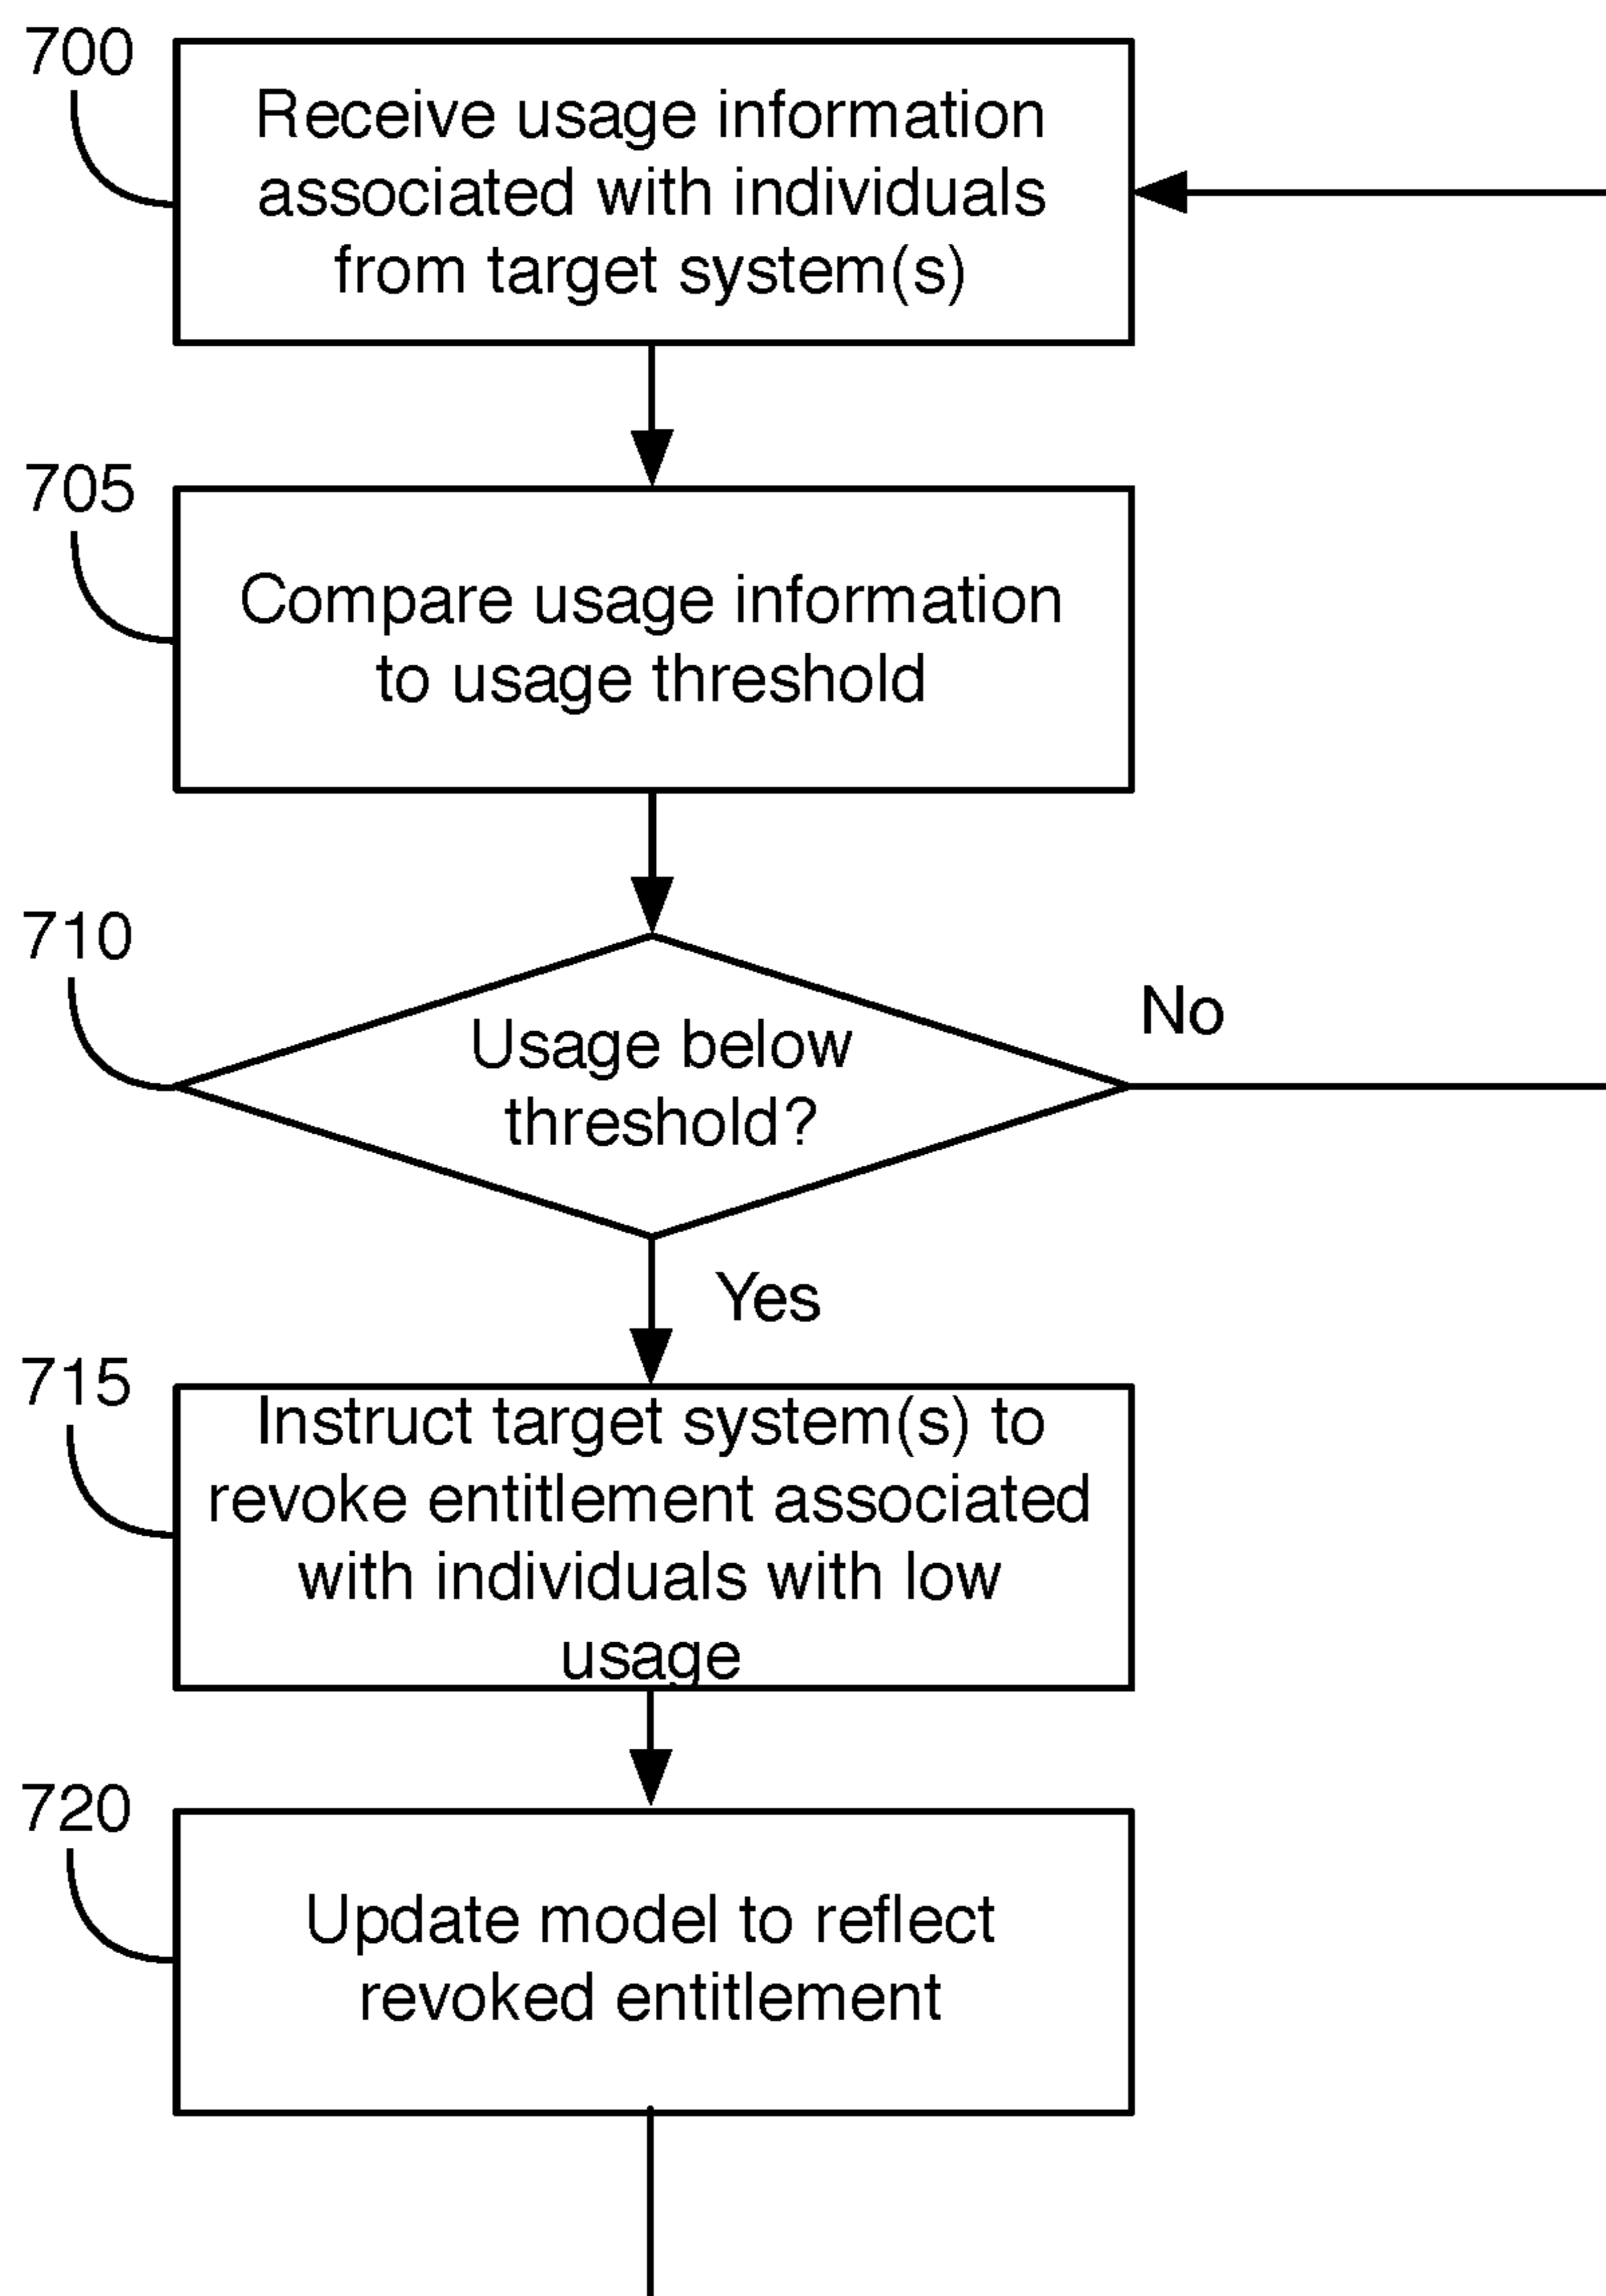 700
Receive usage information
associated with individuals
from target system(s)
705
Compare usage information
to usage threshold
710
Usage below
threshold?
No
Yes
715
Instruct target system(s) to
revoke entitlement associated
with individuals with low
usage
720
Update model to reflect
revoked entitlement